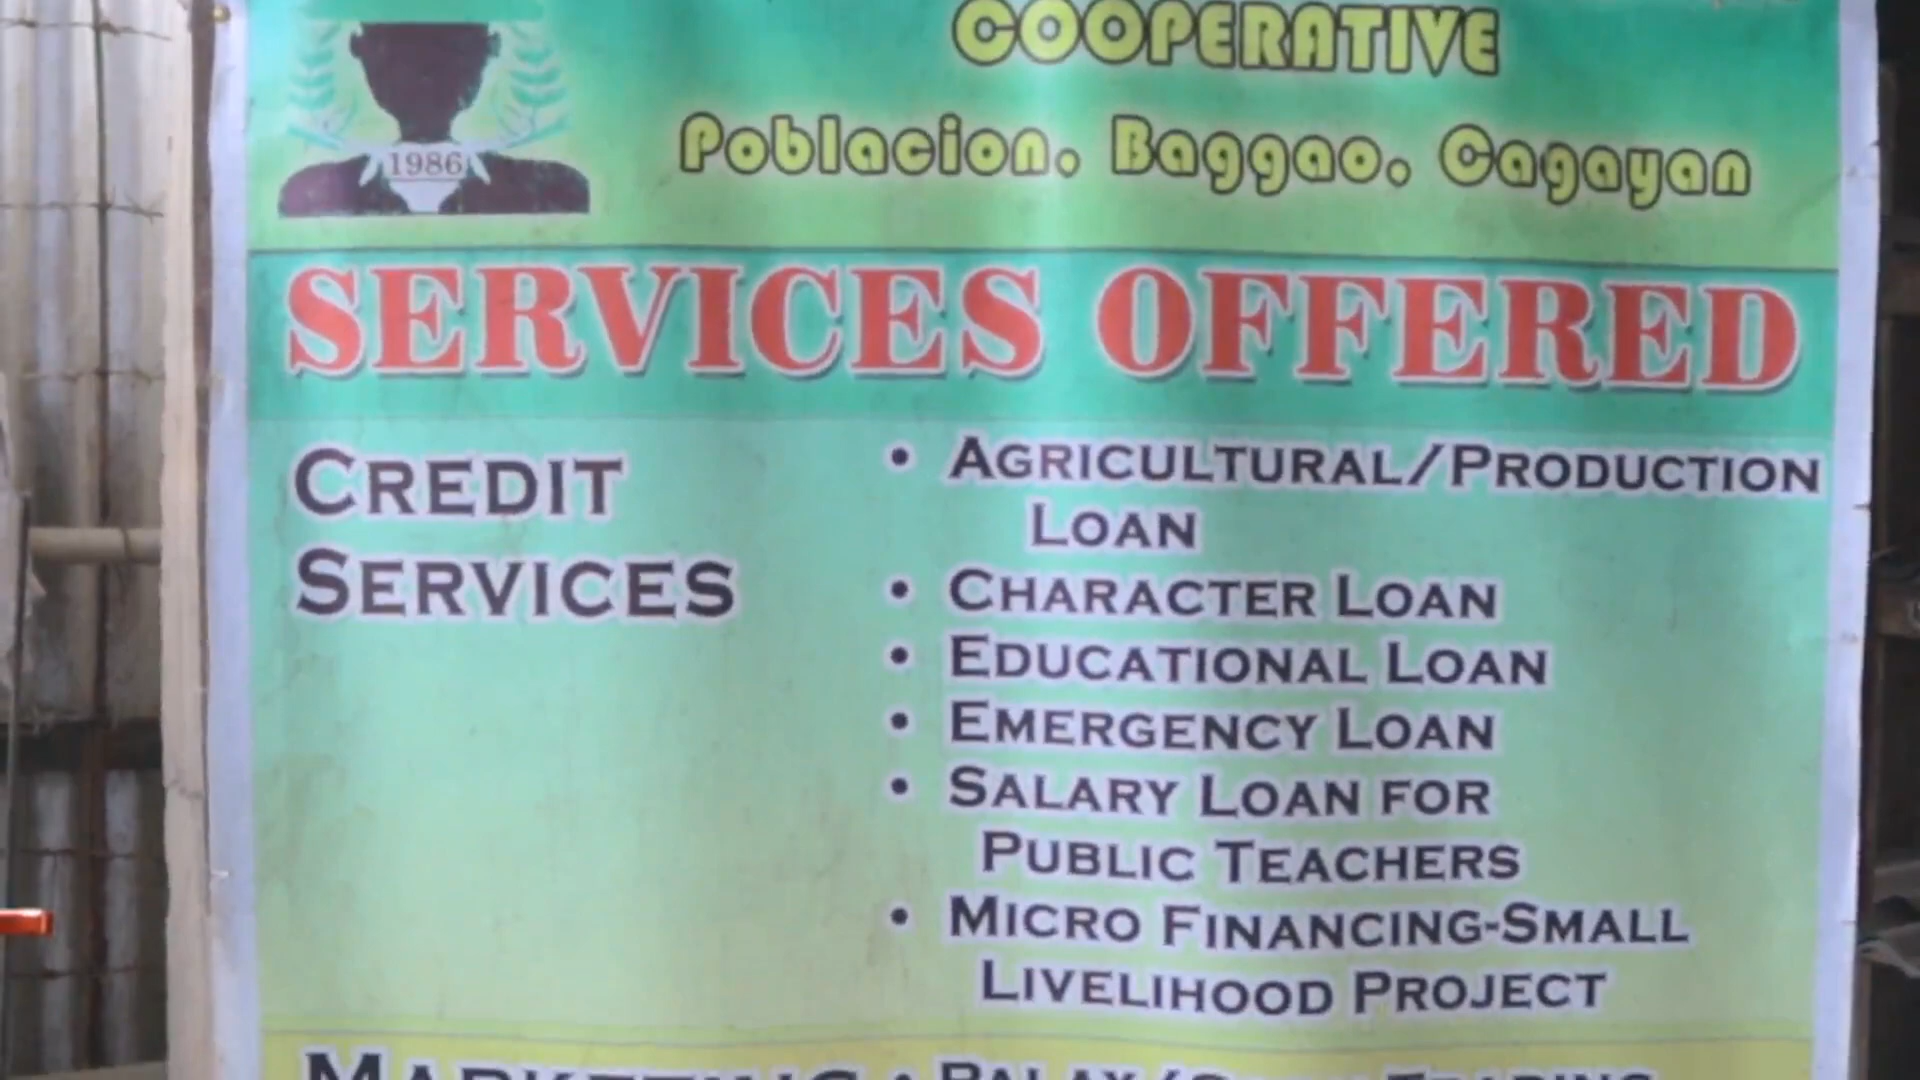 COOPERATIVE
Poblacion, Baggao, Cagayan
1986
SERVICES OFFERED
CREDIT
SERVICES
• AGRICULTURAL/PRODUCTION
LOAN
• CHARACTER LOAN
• EDUCATIONAL LOAN
• EMERGENCY LOAN
• SALARY LOAN FOR
PUBLIC TEACHERS
• MICRO FINANCING-SMALL
LIVELIHOOD PROJECT
MARKETING